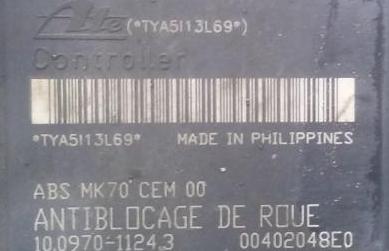 Ate (*TYA5I13L69*)
Controller
*TYA5I13L69* MADE IN PHILIPPINES
ABS MK70 CEM 00
ANTIBLOCAGE DE ROUE
10.0970-1124.3 00402048E0